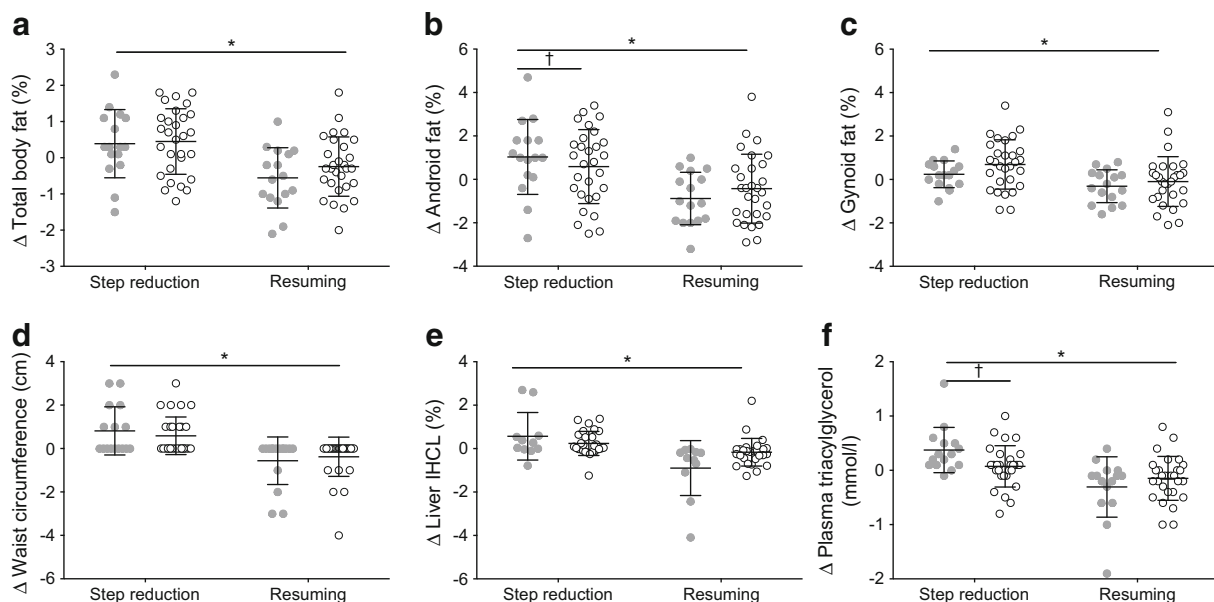 a
Δ Total body fat (%)
3
2
1
0
-1
-2
-3
*
Step reduction
Resuming
b
Δ Android fat (%)
6
4
2
0
-2
-4
*
†
Step reduction
Resuming
c
Δ Gynoid fat (%)
6
4
2
0
-2
-4
*
Step reduction
Resuming
d
Δ Waist circumference (cm)
4
2
0
-2
-4
-6
*
Step reduction
Resuming
e
Δ Liver IHCL (%)
4
2
0
-2
-4
-6
*
Step reduction
Resuming
f
Δ Plasma triacylglycerol
(mmol/l)
2
1
0
-1
-2
*
†
Step reduction
Resuming